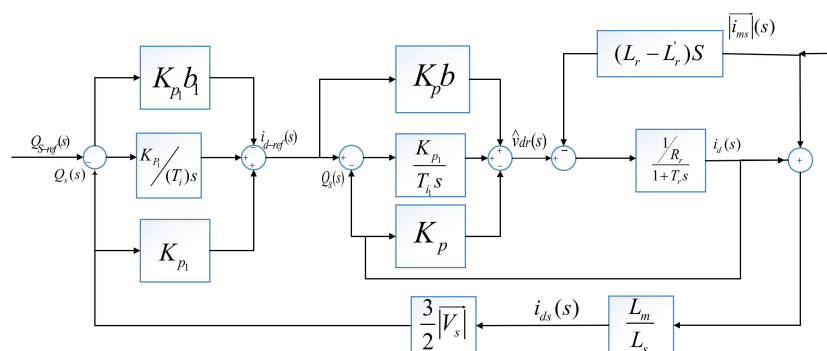 |i_ms|(s)
(L_r − L'_r)S
K_p₁ b₁
K_p b
Q_S-ref(s)
−
Q_s(s)
K_P₁/(T_i)s
−
+
+
i_d-ref(s)
+
−
Q_s(s)
K_p₁/T_i₁ s
+
+
−
v̂dr(s)
+
−
1/R_r / 1+T_r s
i_d(s)
+
K_p₁
K_p
3/2 |V_s|
i_ds(s)
L_m/L_s